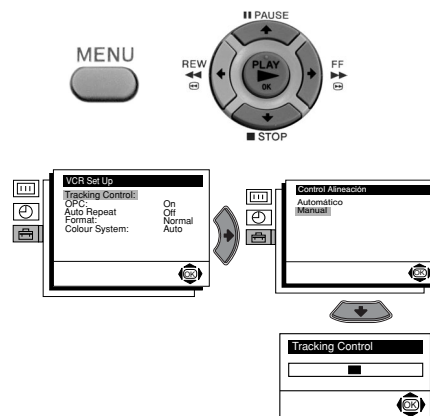 PAUSE
MENU
REW
PLAY
OK
FF
STOP
VCR Set Up
Tracking Control:
OPC: On
Auto Repeat Off
Format: Normal
Colour System: Auto
OK
Control Alineación
Automático
Manual
OK
Tracking Control
OK